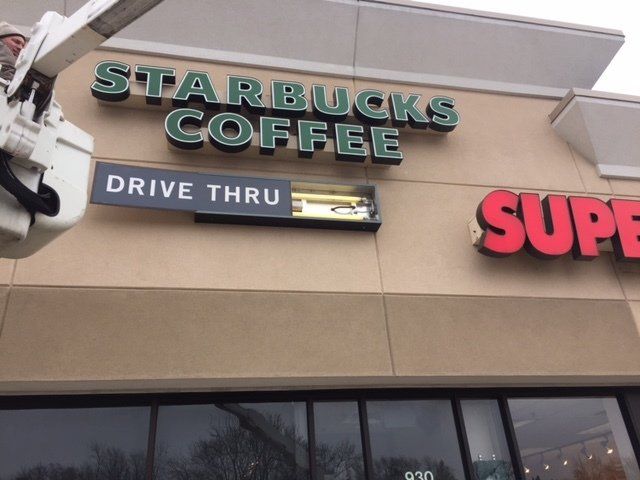 STARBUCKS
COFFEE
DRIVE THRU
SUPE
930